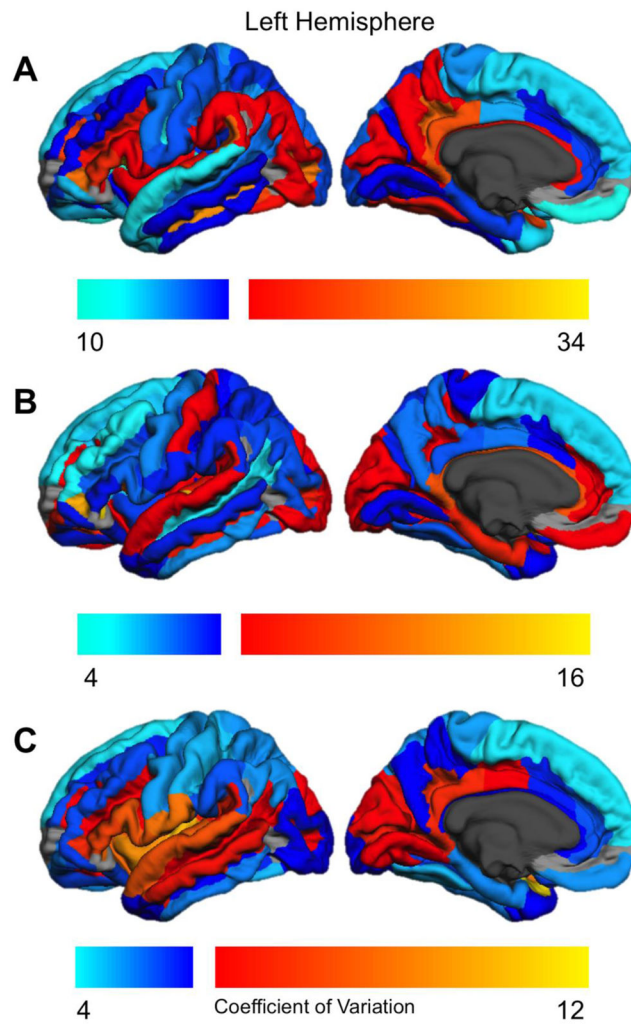 Left Hemisphere
A
10 34
B
4 16
C
4 Coefficient of Variation 12